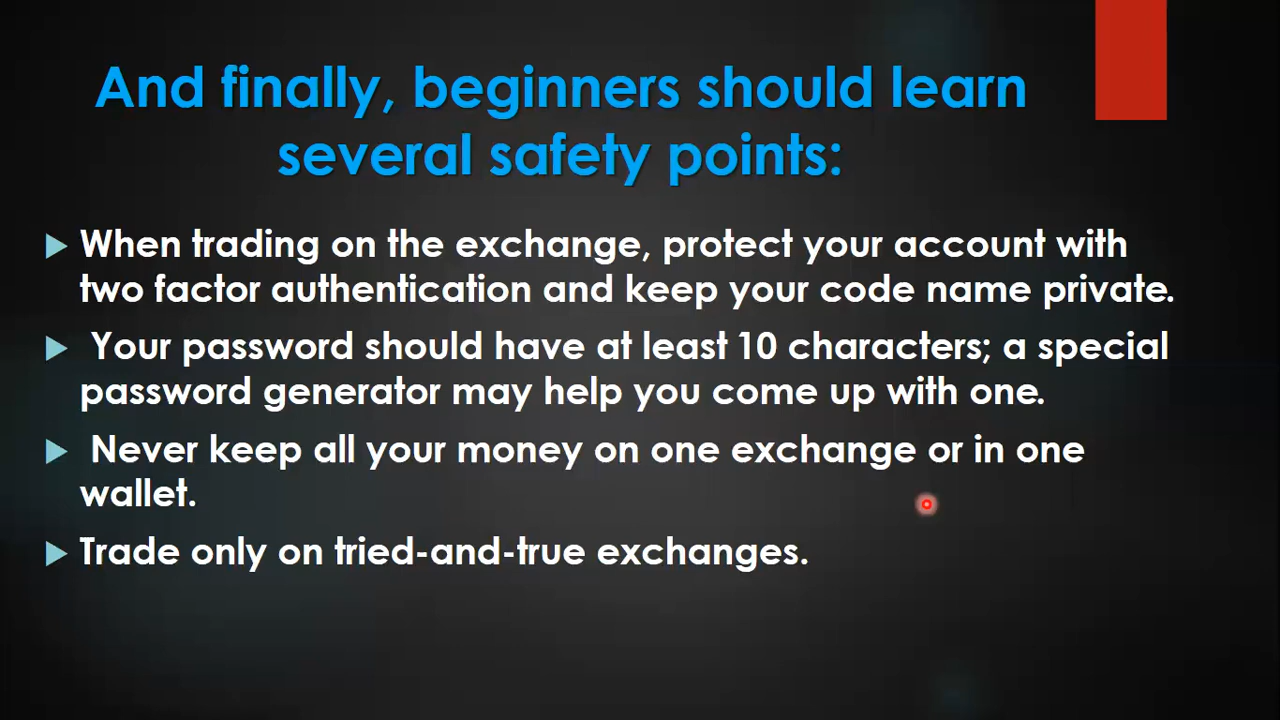 And finally, beginners should learn
several safety points:
When trading on the exchange, protect your account with
two factor authentication and keep your code name private.
Your password should have at least 10 characters; a special
password generator may help you come up with one.
Never keep all your money on one exchange or in one
wallet.
Trade only on tried-and-true exchanges.